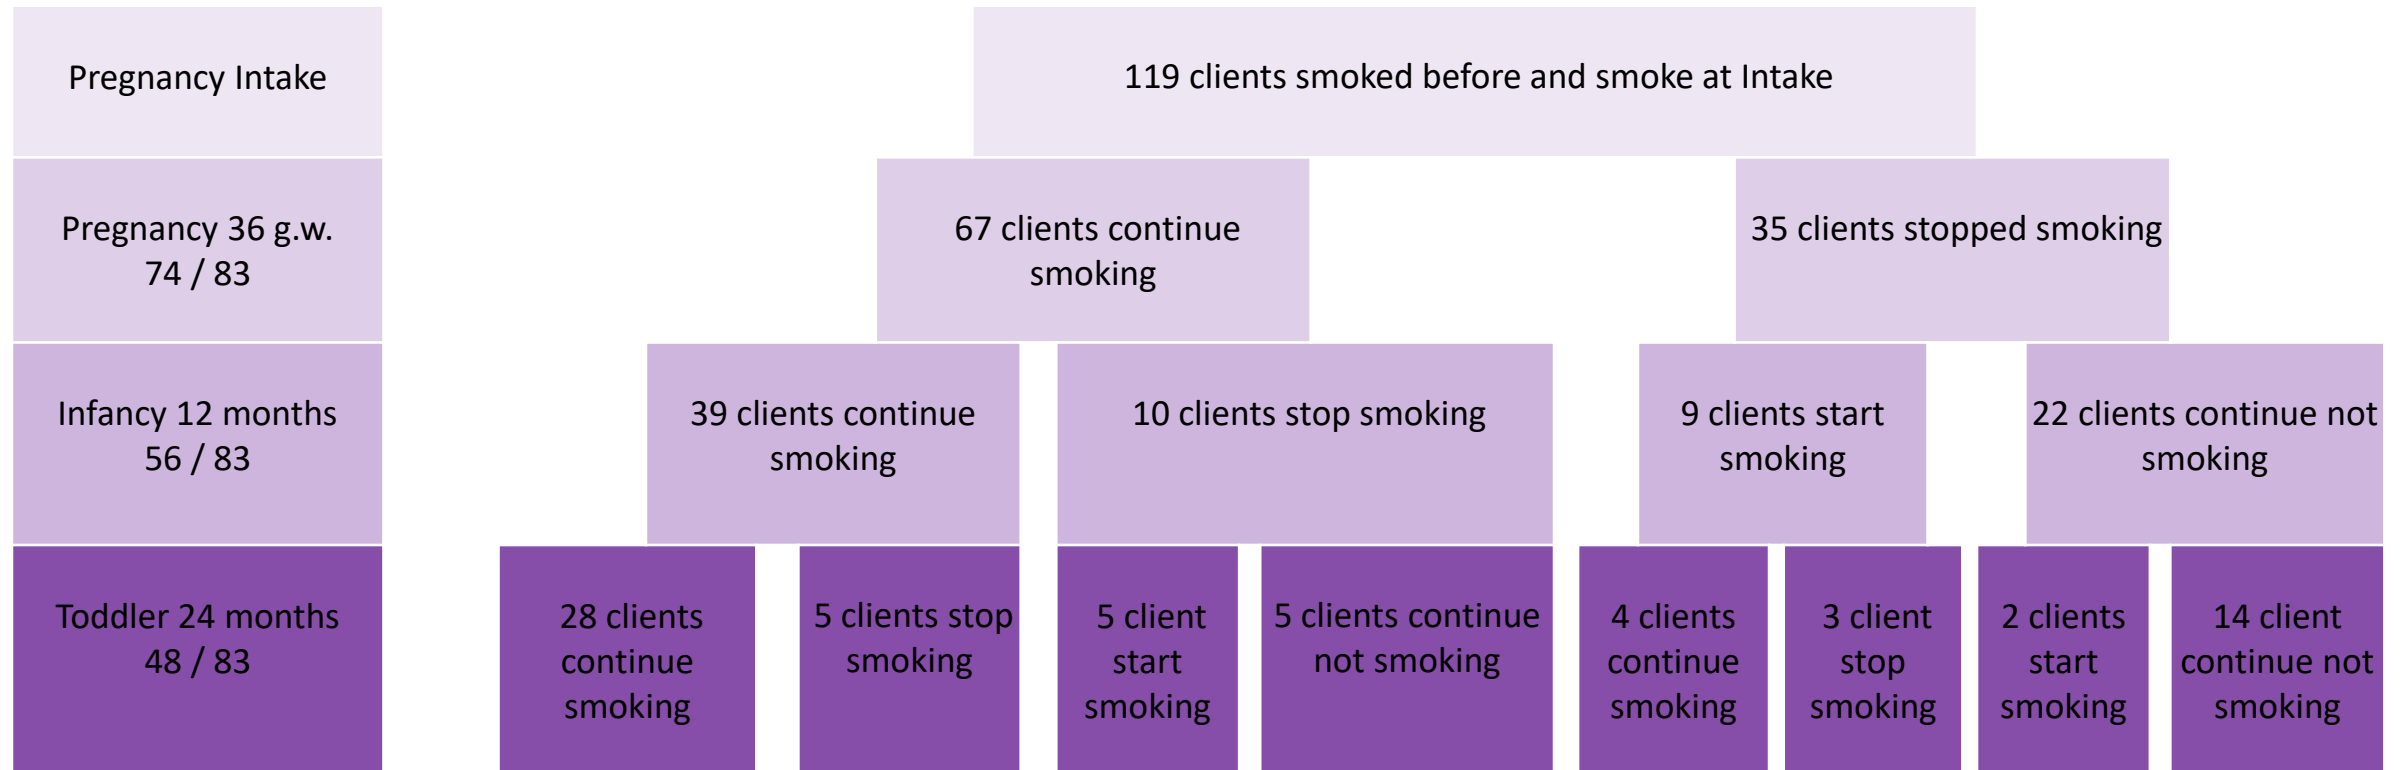 Pregnancy Intake
119 clients smoked before and smoke at Intake
Pregnancy 36 g.w.
74 / 83
67 clients continue
smoking
35 clients stopped smoking
Infancy 12 months
56 / 83
39 clients continue
smoking
10 clients stop smoking
9 clients start
smoking
22 clients continue not
smoking
Toddler 24 months
48 / 83
28 clients
continue
smoking
5 clients stop
smoking
5 client
start
smoking
5 clients continue
not smoking
4 clients
continue
smoking
3 client
stop
smoking
2 clients
start
smoking
14 client
continue not
smoking